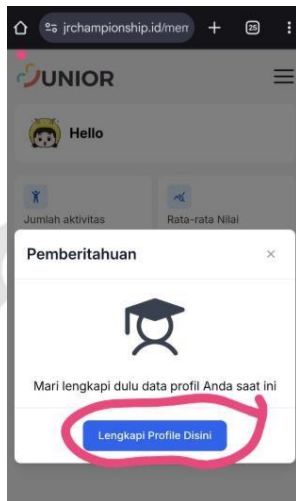 jrchampionship.id/mem
25
JUNIOR
Hello
Jumlah aktivitas
Rata-rata Nilai
Pemberitahuan
Mari lengkapi dulu data profil Anda saat ini
Lengkapi Profile Disini